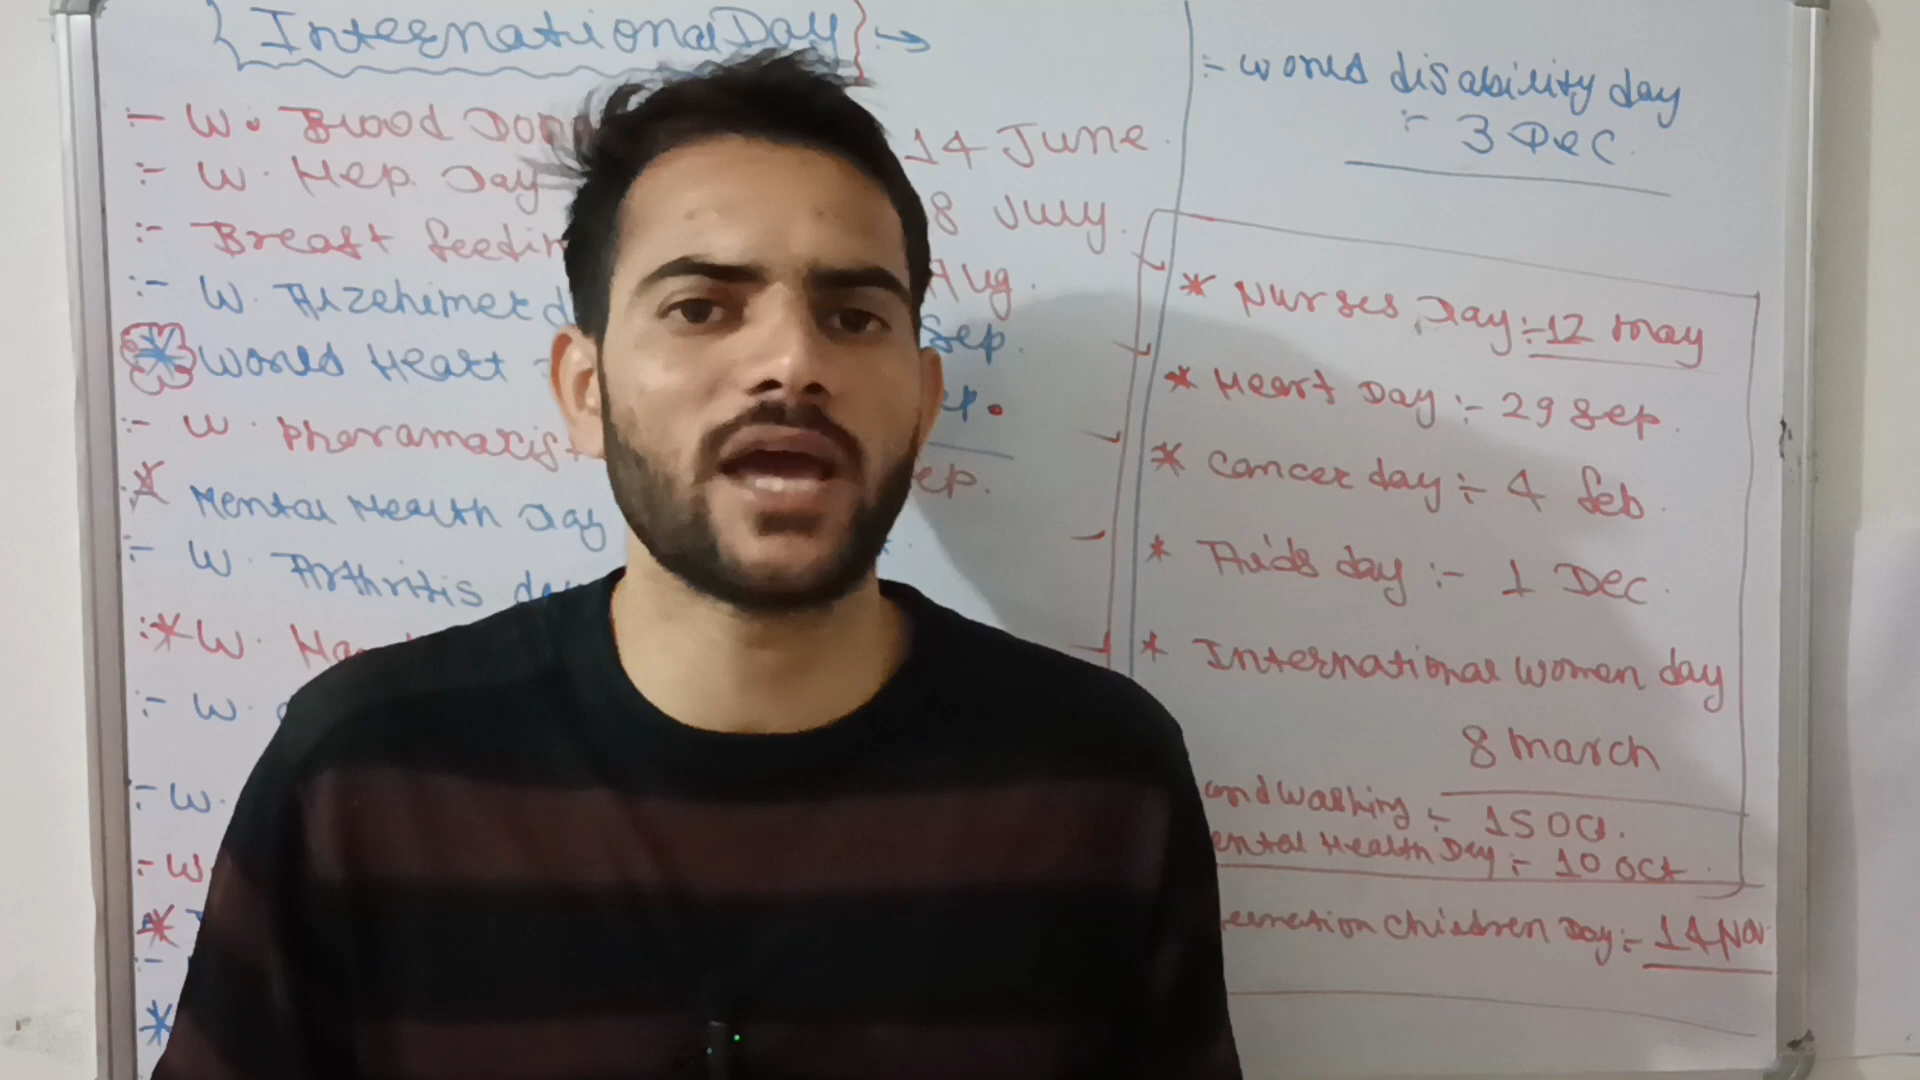 International Day →
:- W. Blood Don 14 June.
:- W. Hep. Day 8 July.
:- Breast feedin Aug.
:- W. Alzehimer d Sep.
* World Heart ep.
:- W. Pharamacist ep.
* Mental Health Day
:- W. Arthritis da
:* W. Ha
:- W.
:- W.
:- W.
:- world disability day
:- 3 Dec.
* Nurses Day :- 12 may
* Heart Day :- 29 Sep.
* Cancer day :- 4 feb.
* Aids day :- 1 Dec.
* International women day
8 march
and washing :- 15 Oct.
ental Health Day :- 10 Oct.
ternation Children Day :- 14 Nov